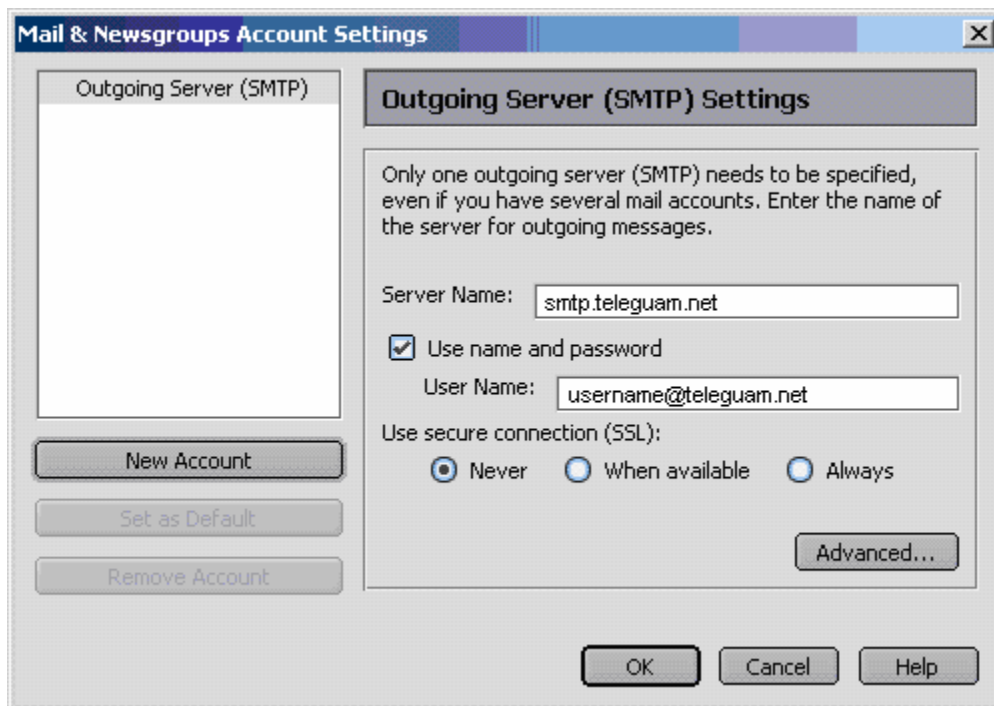 Mail & Newsgroups Account Settings
Outgoing Server (SMTP)
Outgoing Server (SMTP) Settings
Only one outgoing server (SMTP) needs to be specified,
even if you have several mail accounts. Enter the name of
the server for outgoing messages.
Server Name: smtp.teleguam.net
Use name and password
User Name: username@teleguam.net
Use secure connection (SSL):
Never When available Always
New Account
Set as Default
Remove Account
Advanced...
OK Cancel Help